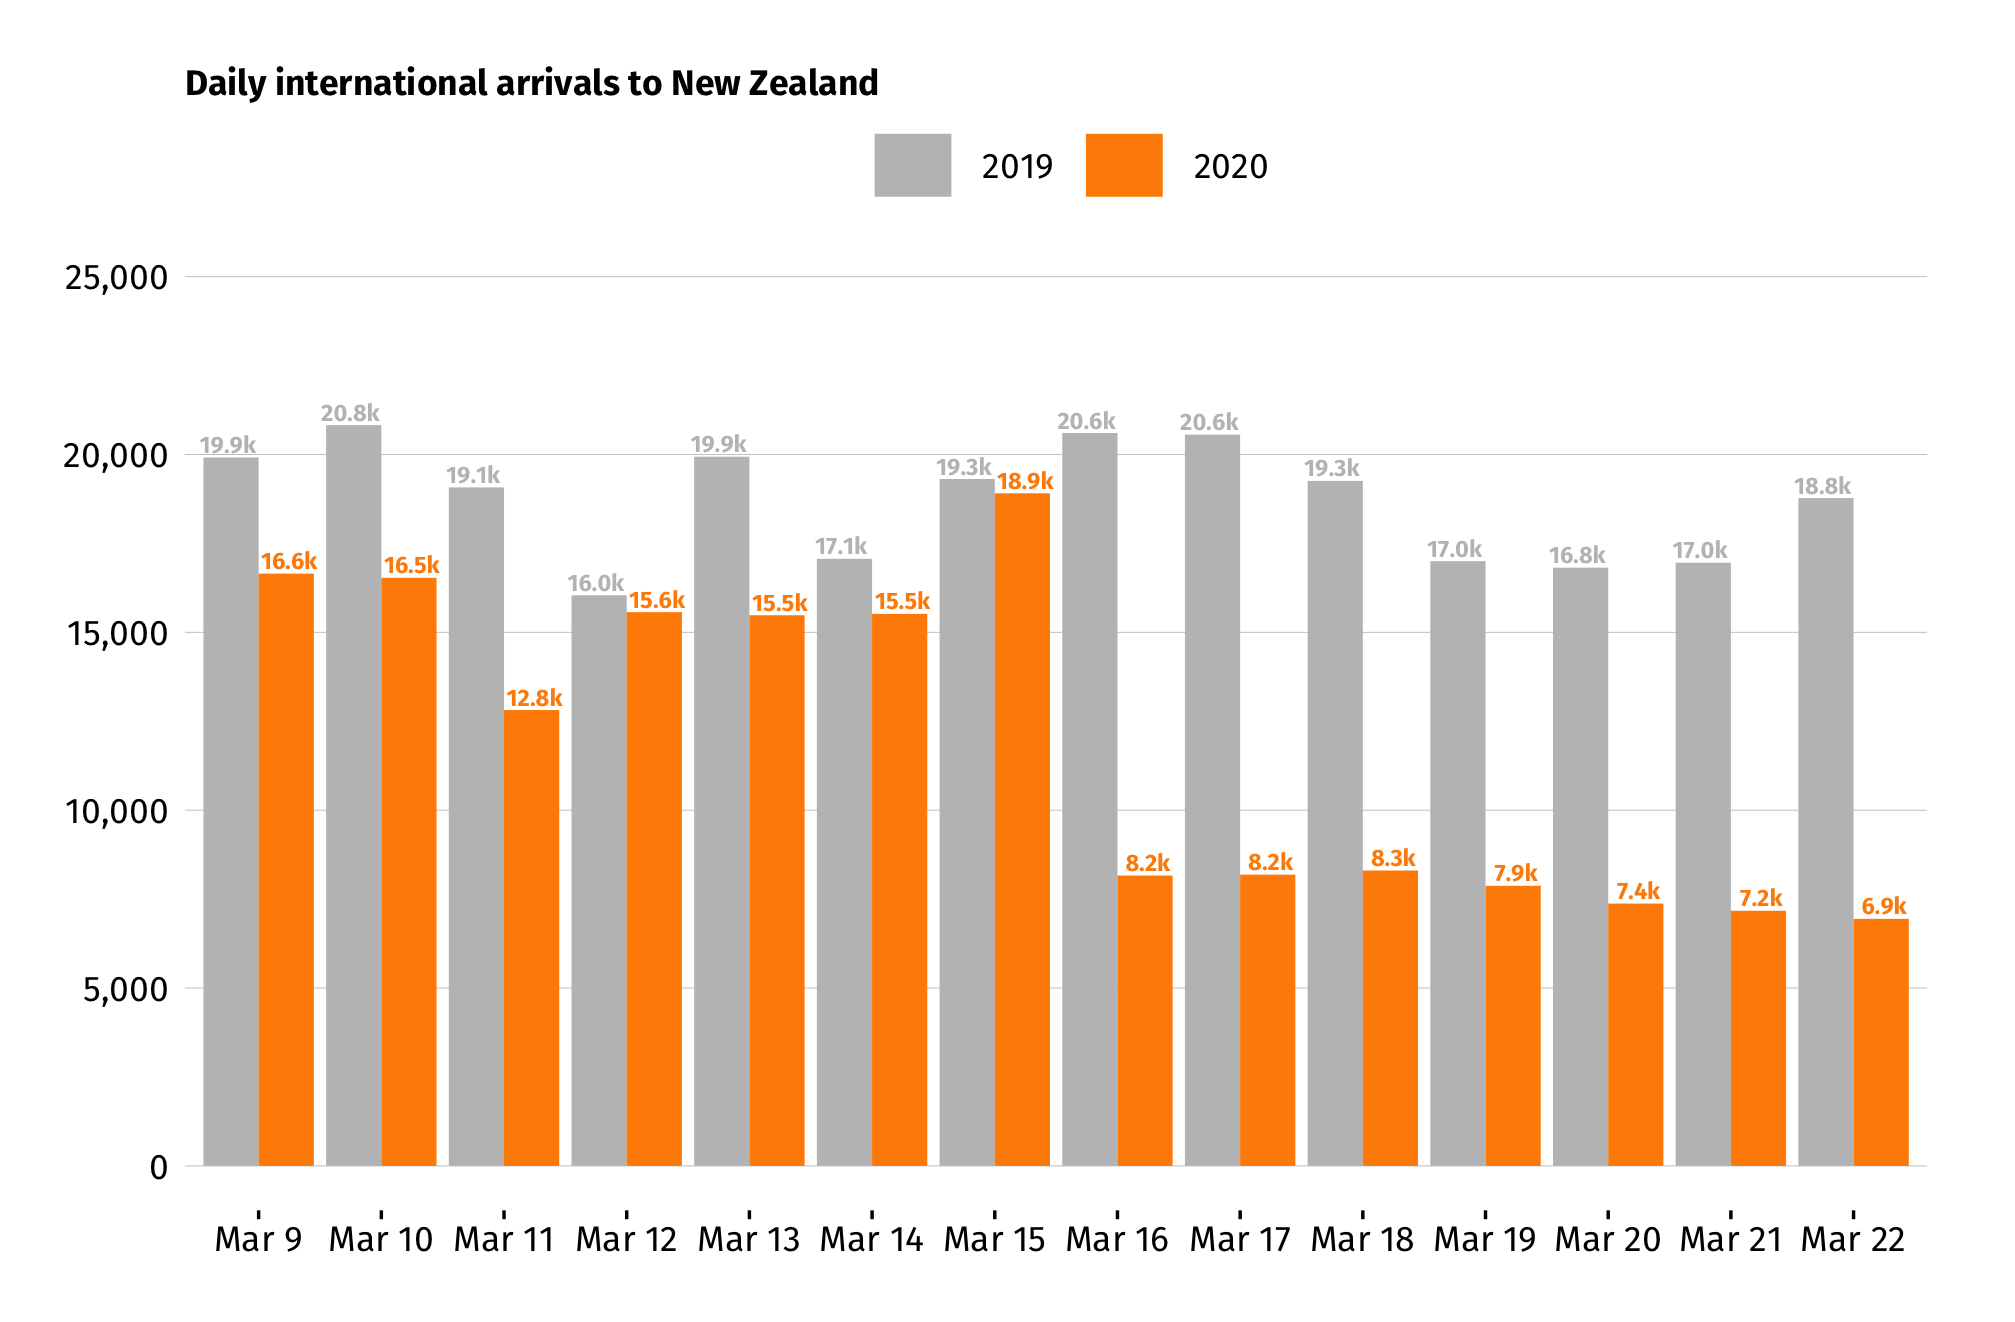 Daily international arrivals to New Zealand
2019 2020
25,000
20,000
15,000
10,000
5,000
0
19.9k 20.8k 19.1k 16.0k 19.9k 17.1k 19.3k 20.6k 20.6k 19.3k 17.0k 16.8k 17.0k 18.8k
16.6k 16.5k 12.8k 15.6k 15.5k 15.5k 18.9k 8.2k 8.2k 8.3k 7.9k 7.4k 7.2k 6.9k
Mar 9 Mar 10 Mar 11 Mar 12 Mar 13 Mar 14 Mar 15 Mar 16 Mar 17 Mar 18 Mar 19 Mar 20 Mar 21 Mar 22